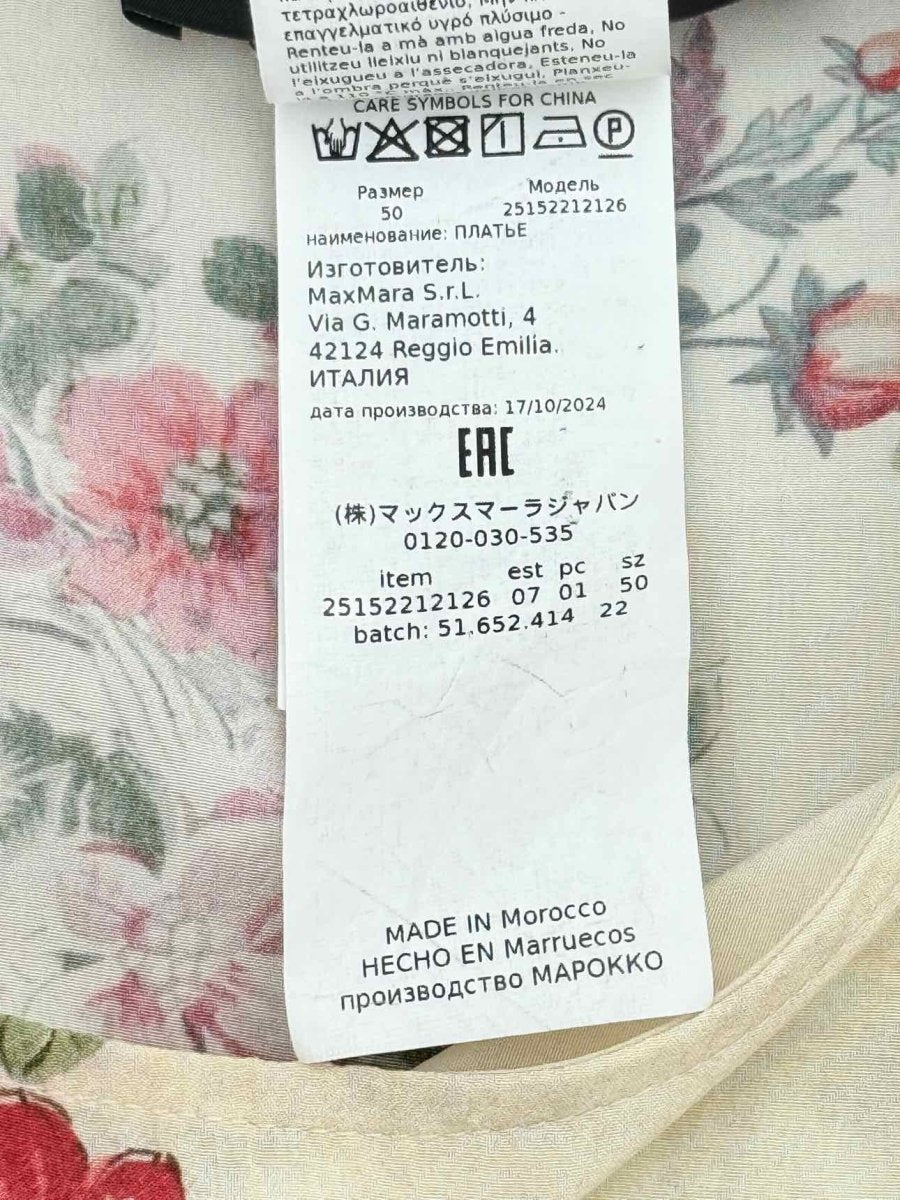 τετραχλωροαιθένιο,
επαγγελματικό υγρό πλύσιμο -
Renteu-la a mà amb aigua freda, No
utilitzeu lleixiu ni blanquejants, No
l'eixugueu a l'assecadora, Esteneu-la
a l'ombra perquè s'eixugui, Planxeu-
CARE SYMBOLS FOR CHINA
P
Размер Модель
50 25152212126
наименование: ПЛАТЬЕ
Изготовитель:
MaxMara S.r.L.
Via G. Maramotti, 4
42124 Reggio Emilia.
ИТАЛИЯ
дата производства: 17/10/2024
EAC
(株)マックスマーラジャパン
0120-030-535
item est pc sz
25152212126 07 01 50
batch: 51.652.414 22
MADE IN Morocco
HECHO EN Marruecos
производство МАРОККО